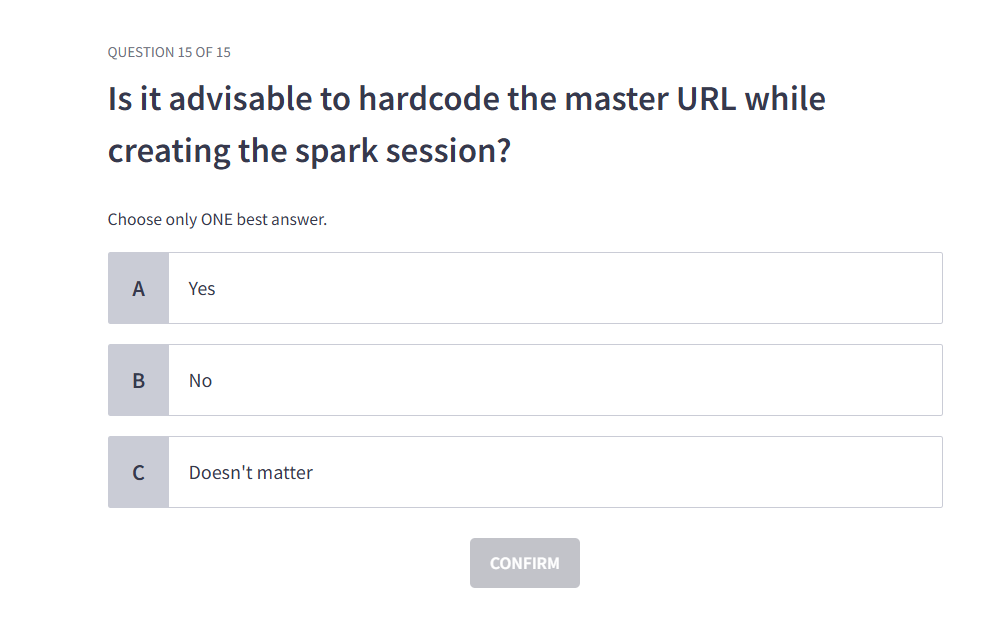 QUESTION 15 OF 15
Is it advisable to hardcode the master URL while
creating the spark session?
Choose only ONE best answer.
A Yes
B No
C Doesn't matter
CONFIRM